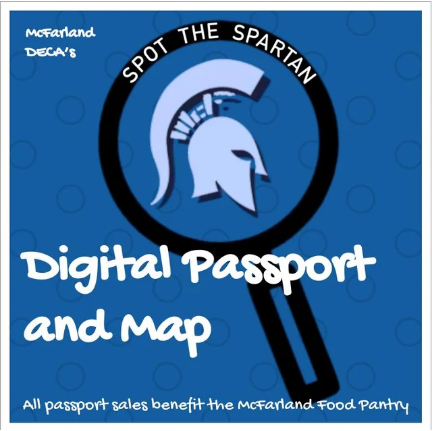 McFarland
DECA's
SPOT THE SPARTAN
Digital Passport
and Map
All passport sales benefit the McFarland Food Pantry